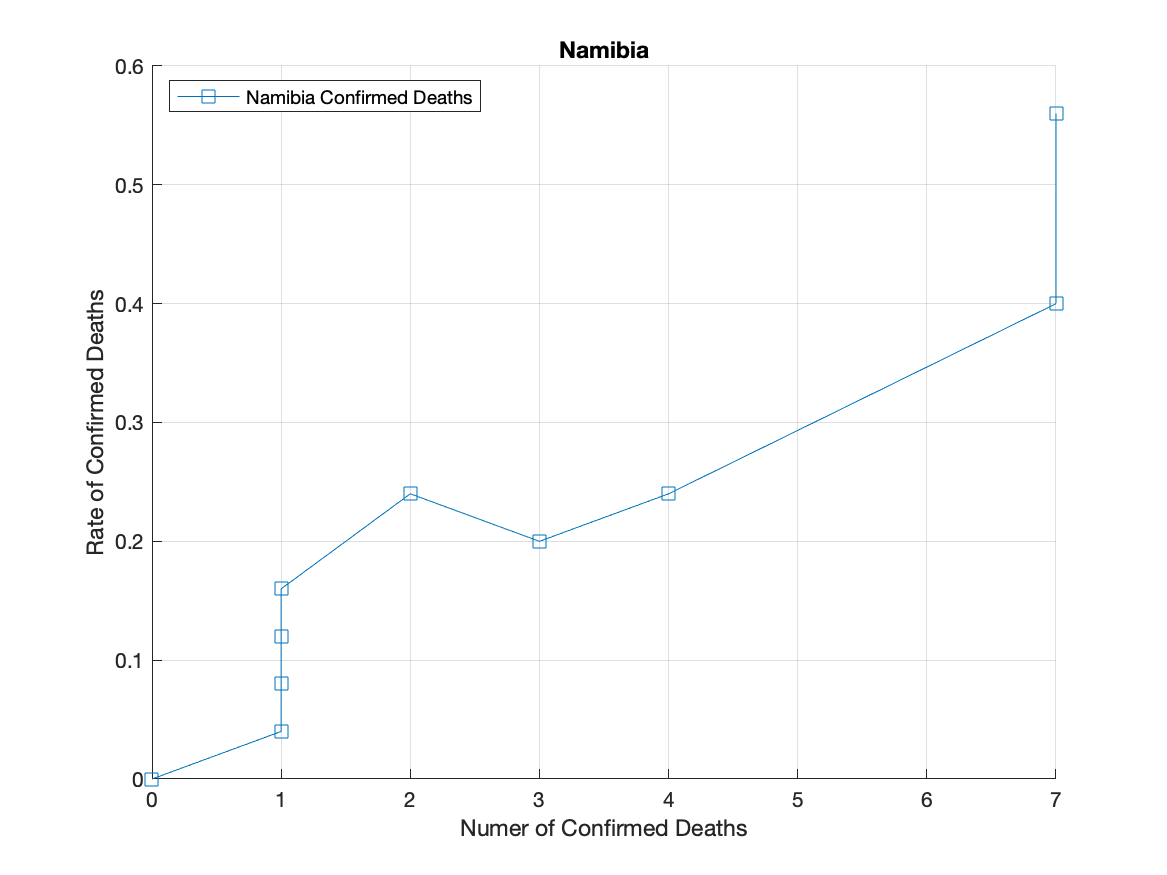 Namibia
Namibia Confirmed Deaths
0.6
0.5
0.4
0.3
0.2
0.1
0
Rate of Confirmed Deaths
0 1 2 3 4 5 6 7
Numer of Confirmed Deaths